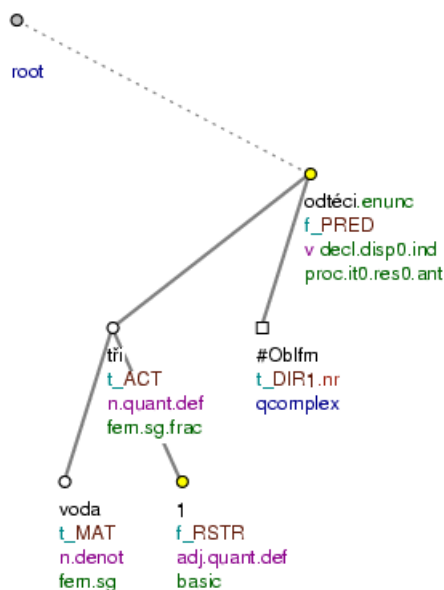 root
odtéci.enunc
f_PRED
v decl.disp0.ind
proc.it0.res0.ant
tři
t_ACT
n.quant.def
fem.sg.frac
#Oblfm
t_DIR1.nr
qcomplex
voda
t_MAT
n.denot
fem.sg
1
f_RSTR
adj.quant.def
basic